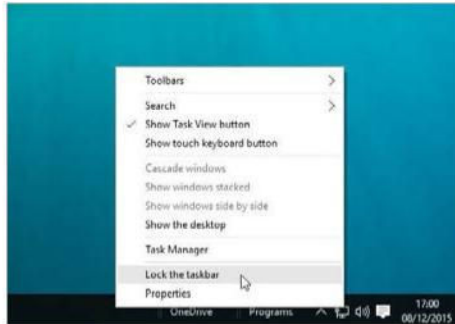 Toolbars
Search
Show Task View button
Show touch keyboard button
Cascade windows
Show windows stacked
Show windows side by side
Show the desktop
Task Manager
Lock the taskbar
Properties
OneDrive Programs 17:00
08/12/2015